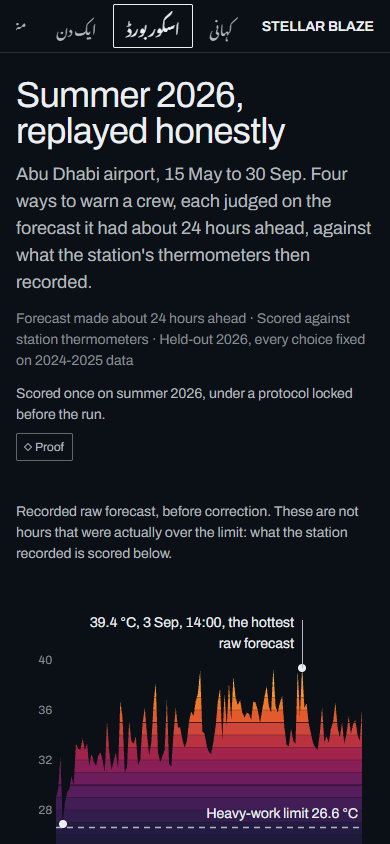 STELLAR BLAZE
کہانی
اسکور بورڈ
ایک دن
Summer 2026,
replayed honestly
Abu Dhabi airport, 15 May to 30 Sep. Four
ways to warn a crew, each judged on the
forecast it had about 24 hours ahead, against
what the station's thermometers then
recorded.
Forecast made about 24 hours ahead · Scored against
station thermometers · Held-out 2026, every choice fixed
on 2024-2025 data
Scored once on summer 2026, under a protocol locked
before the run.
◇ Proof
Recorded raw forecast, before correction. These are not
hours that were actually over the limit: what the station
recorded is scored below.
39.4 °C, 3 Sep, 14:00, the hottest
raw forecast
40
36
32
28
Heavy-work limit 26.6 °C